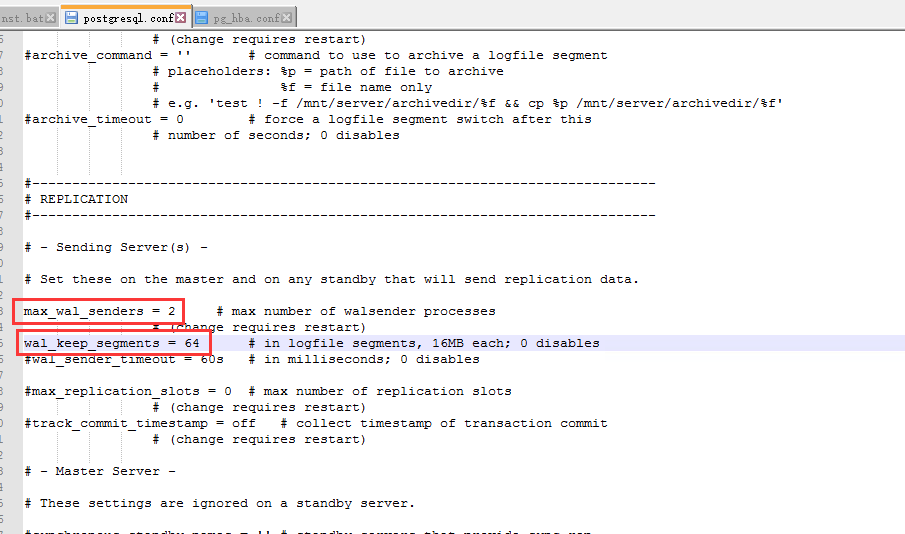 nst.bat postgresql.conf pg_hba.conf
# (change requires restart)
#archive_command = '' # command to use to archive a logfile segment
# placeholders: %p = path of file to archive
# %f = file name only
# e.g. 'test ! -f /mnt/server/archivedir/%f && cp %p /mnt/server/archivedir/%f'
#archive_timeout = 0 # force a logfile segment switch after this
# number of seconds; 0 disables
#------------------------------------------------------------------------------
# REPLICATION
#------------------------------------------------------------------------------
# - Sending Server(s) -
# Set these on the master and on any standby that will send replication data.
max_wal_senders = 2 # max number of walsender processes
# (change requires restart)
wal_keep_segments = 64 # in logfile segments, 16MB each; 0 disables
#wal_sender_timeout = 60s # in milliseconds; 0 disables
#max_replication_slots = 0 # max number of replication slots
# (change requires restart)
#track_commit_timestamp = off # collect timestamp of transaction commit
# (change requires restart)
# - Master Server -
# These settings are ignored on a standby server.